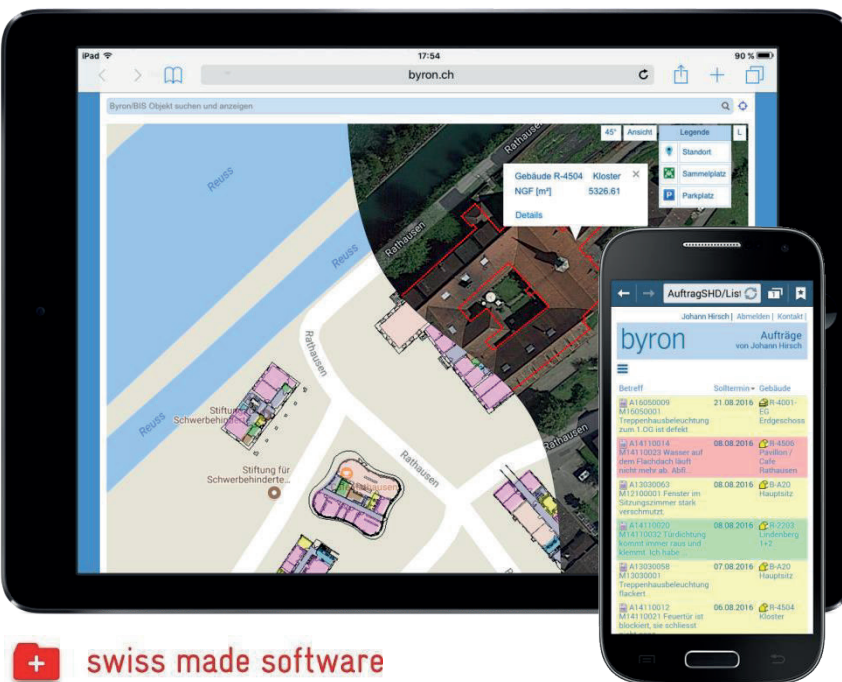 iPad
17:54
90 %
byron.ch
Byron/BIS Objekt suchen und anzeigen
45°
Ansicht
Legende
L
Standort
Sammelplatz
P
Parkplatz
Gebäude R-4504 Kloster
NGF [m²] 5326.61
Details
Reuss
Rathausen
Reuss
Rathausen
Rathausen
Reuss
Stiftung
Schwerbehinderte
Rathausen
Rathausen
Stiftung für
Schwerbehinderte...
Rathausen
AuftragSHD/List
Johann Hirsch | Abmelden | Kontakt |
byron
Aufträge
von Johann Hirsch
Betreff Solltermin Gebäude
A16050009 21.08.2016 R-4001-
M16050001 EG
Treppenhausbeleuchtung Erdgeschoss
zum 1.OG ist defekt
A14110014 08.08.2016 R-4506
M14110023 Wasser auf Pavillon /
dem Flachdach läuft Cafe
nicht mehr ab. Abfl... Rathausen
A13030063 08.08.2016 B-A20
M12100001 Fenster im Hauptsitz
Sitzungszimmer stark
verschmutzt.
A14110020 08.08.2016 R-2203
M14110032 Türdichtung Lindenberg
kommt immer raus und 1+2
klemmt. Ich habe
A13030058 07.08.2016 B-A20
M13030001 Hauptsitz
Treppenhausbeleuchtung
flackert.
A14110012 06.08.2016 R-4504
M14110021 Feuertür ist Kloster
blockiert, sie schliesst
swiss made software